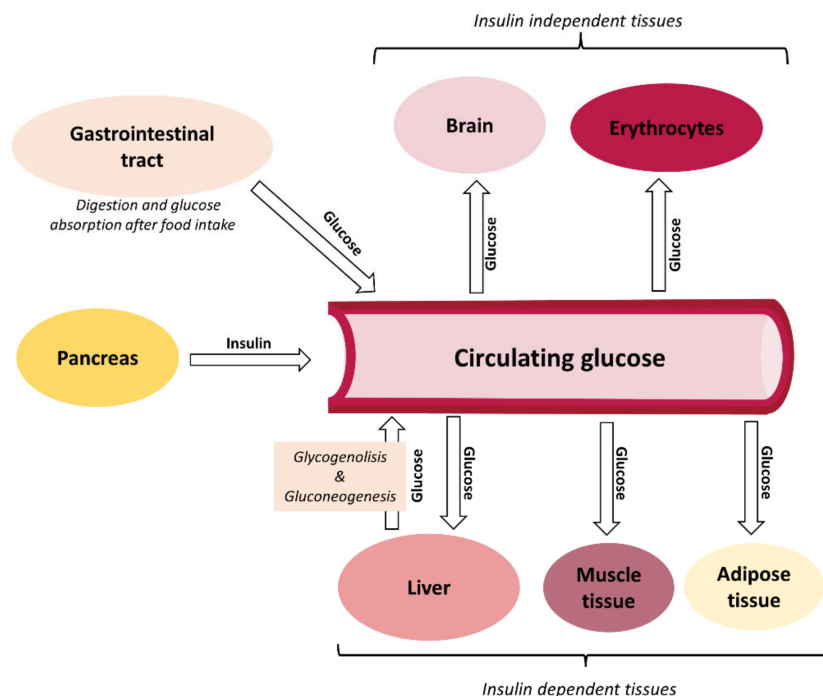 Insulin independent tissues
Gastrointestinal
tract
Brain
Erythrocytes
Digestion and glucose
absorption after food intake
Glucose
Glucose
Glucose
Pancreas
Insulin
Circulating glucose
Glycogenolisis
&
Gluconeogenesis
Glucose
Glucose
Glucose
Glucose
Liver
Muscle
tissue
Adipose
tissue
Insulin dependent tissues